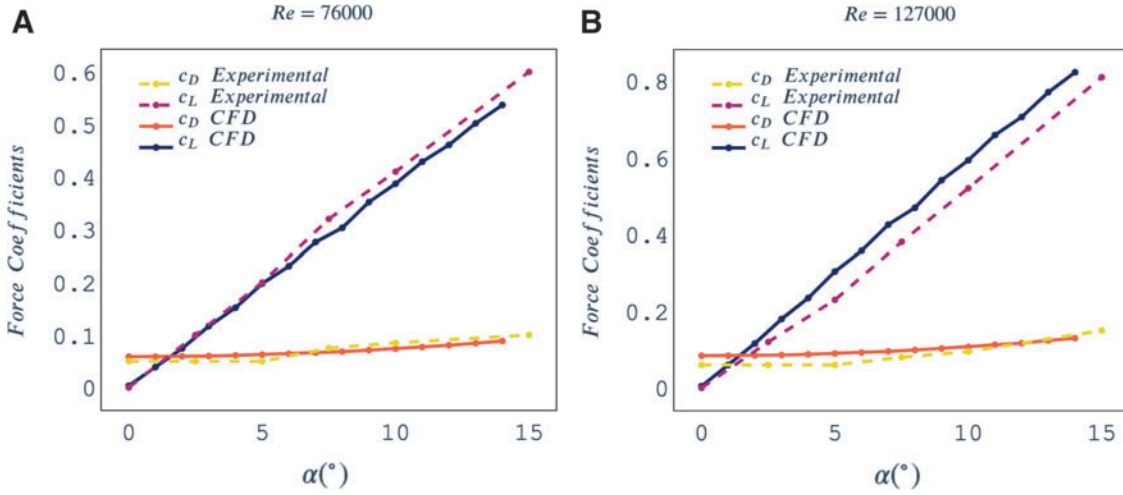 A
Re = 76000
c_D Experimental
c_L Experimental
c_D CFD
c_L CFD
Force Coefficients
0.6
0.5
0.4
0.3
0.2
0.1
0
0 5 10 15
α(°)
B
Re = 127000
c_D Experimental
c_L Experimental
c_D CFD
c_L CFD
Force Coefficients
0.8
0.6
0.4
0.2
0
0 5 10 15
α(°)